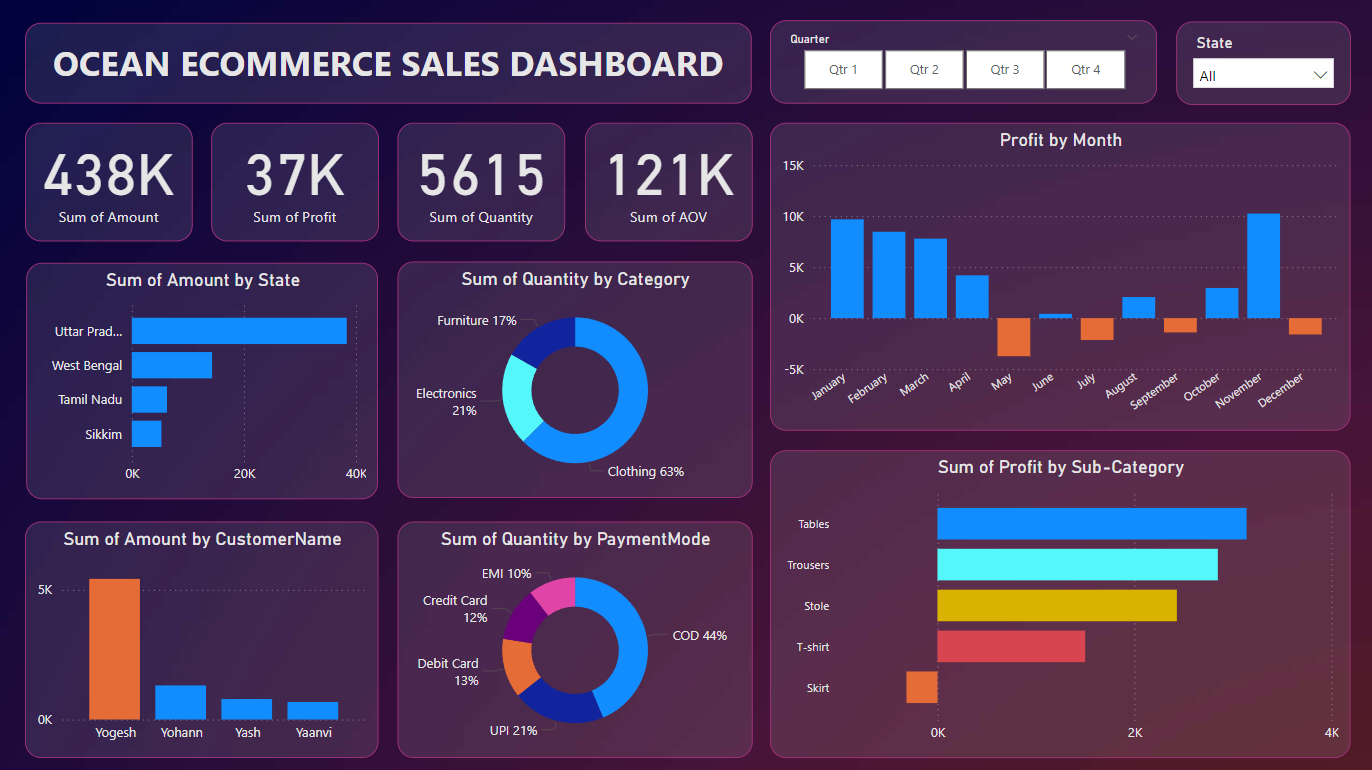 OCEAN ECOMMERCE SALES DASHBOARD
Quarter
Qtr 1 Qtr 2 Qtr 3 Qtr 4
State
All
438K
Sum of Amount
37K
Sum of Profit
5615
Sum of Quantity
121K
Sum of AOV
Profit by Month
15K
10K
5K
0K
-5K
January February March April May June July August September October November December
Sum of Amount by State
Uttar Prad...
West Bengal
Tamil Nadu
Sikkim
0K 20K 40K
Sum of Quantity by Category
Furniture 17%
Electronics
21%
Clothing 63%
Sum of Profit by Sub-Category
Tables
Trousers
Stole
T-shirt
Skirt
0K 2K 4K
Sum of Amount by CustomerName
5K
0K
Yogesh Yohann Yash Yaanvi
Sum of Quantity by PaymentMode
EMI 10%
Credit Card
12%
COD 44%
Debit Card
13%
UPI 21%